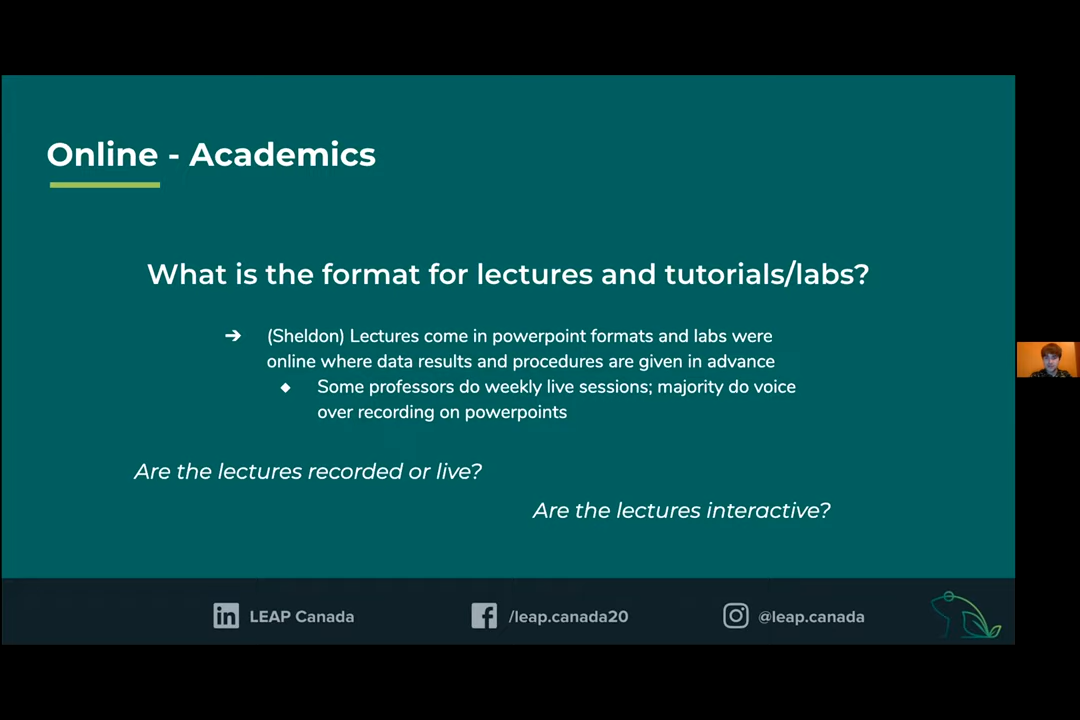 Online - Academics
What is the format for lectures and tutorials/labs?
➔ (Sheldon) Lectures come in powerpoint formats and labs were
online where data results and procedures are given in advance
◆ Some professors do weekly live sessions; majority do voice
over recording on powerpoints
Are the lectures recorded or live?
Are the lectures interactive?
in LEAP Canada
/leap.canada20
@leap.canada